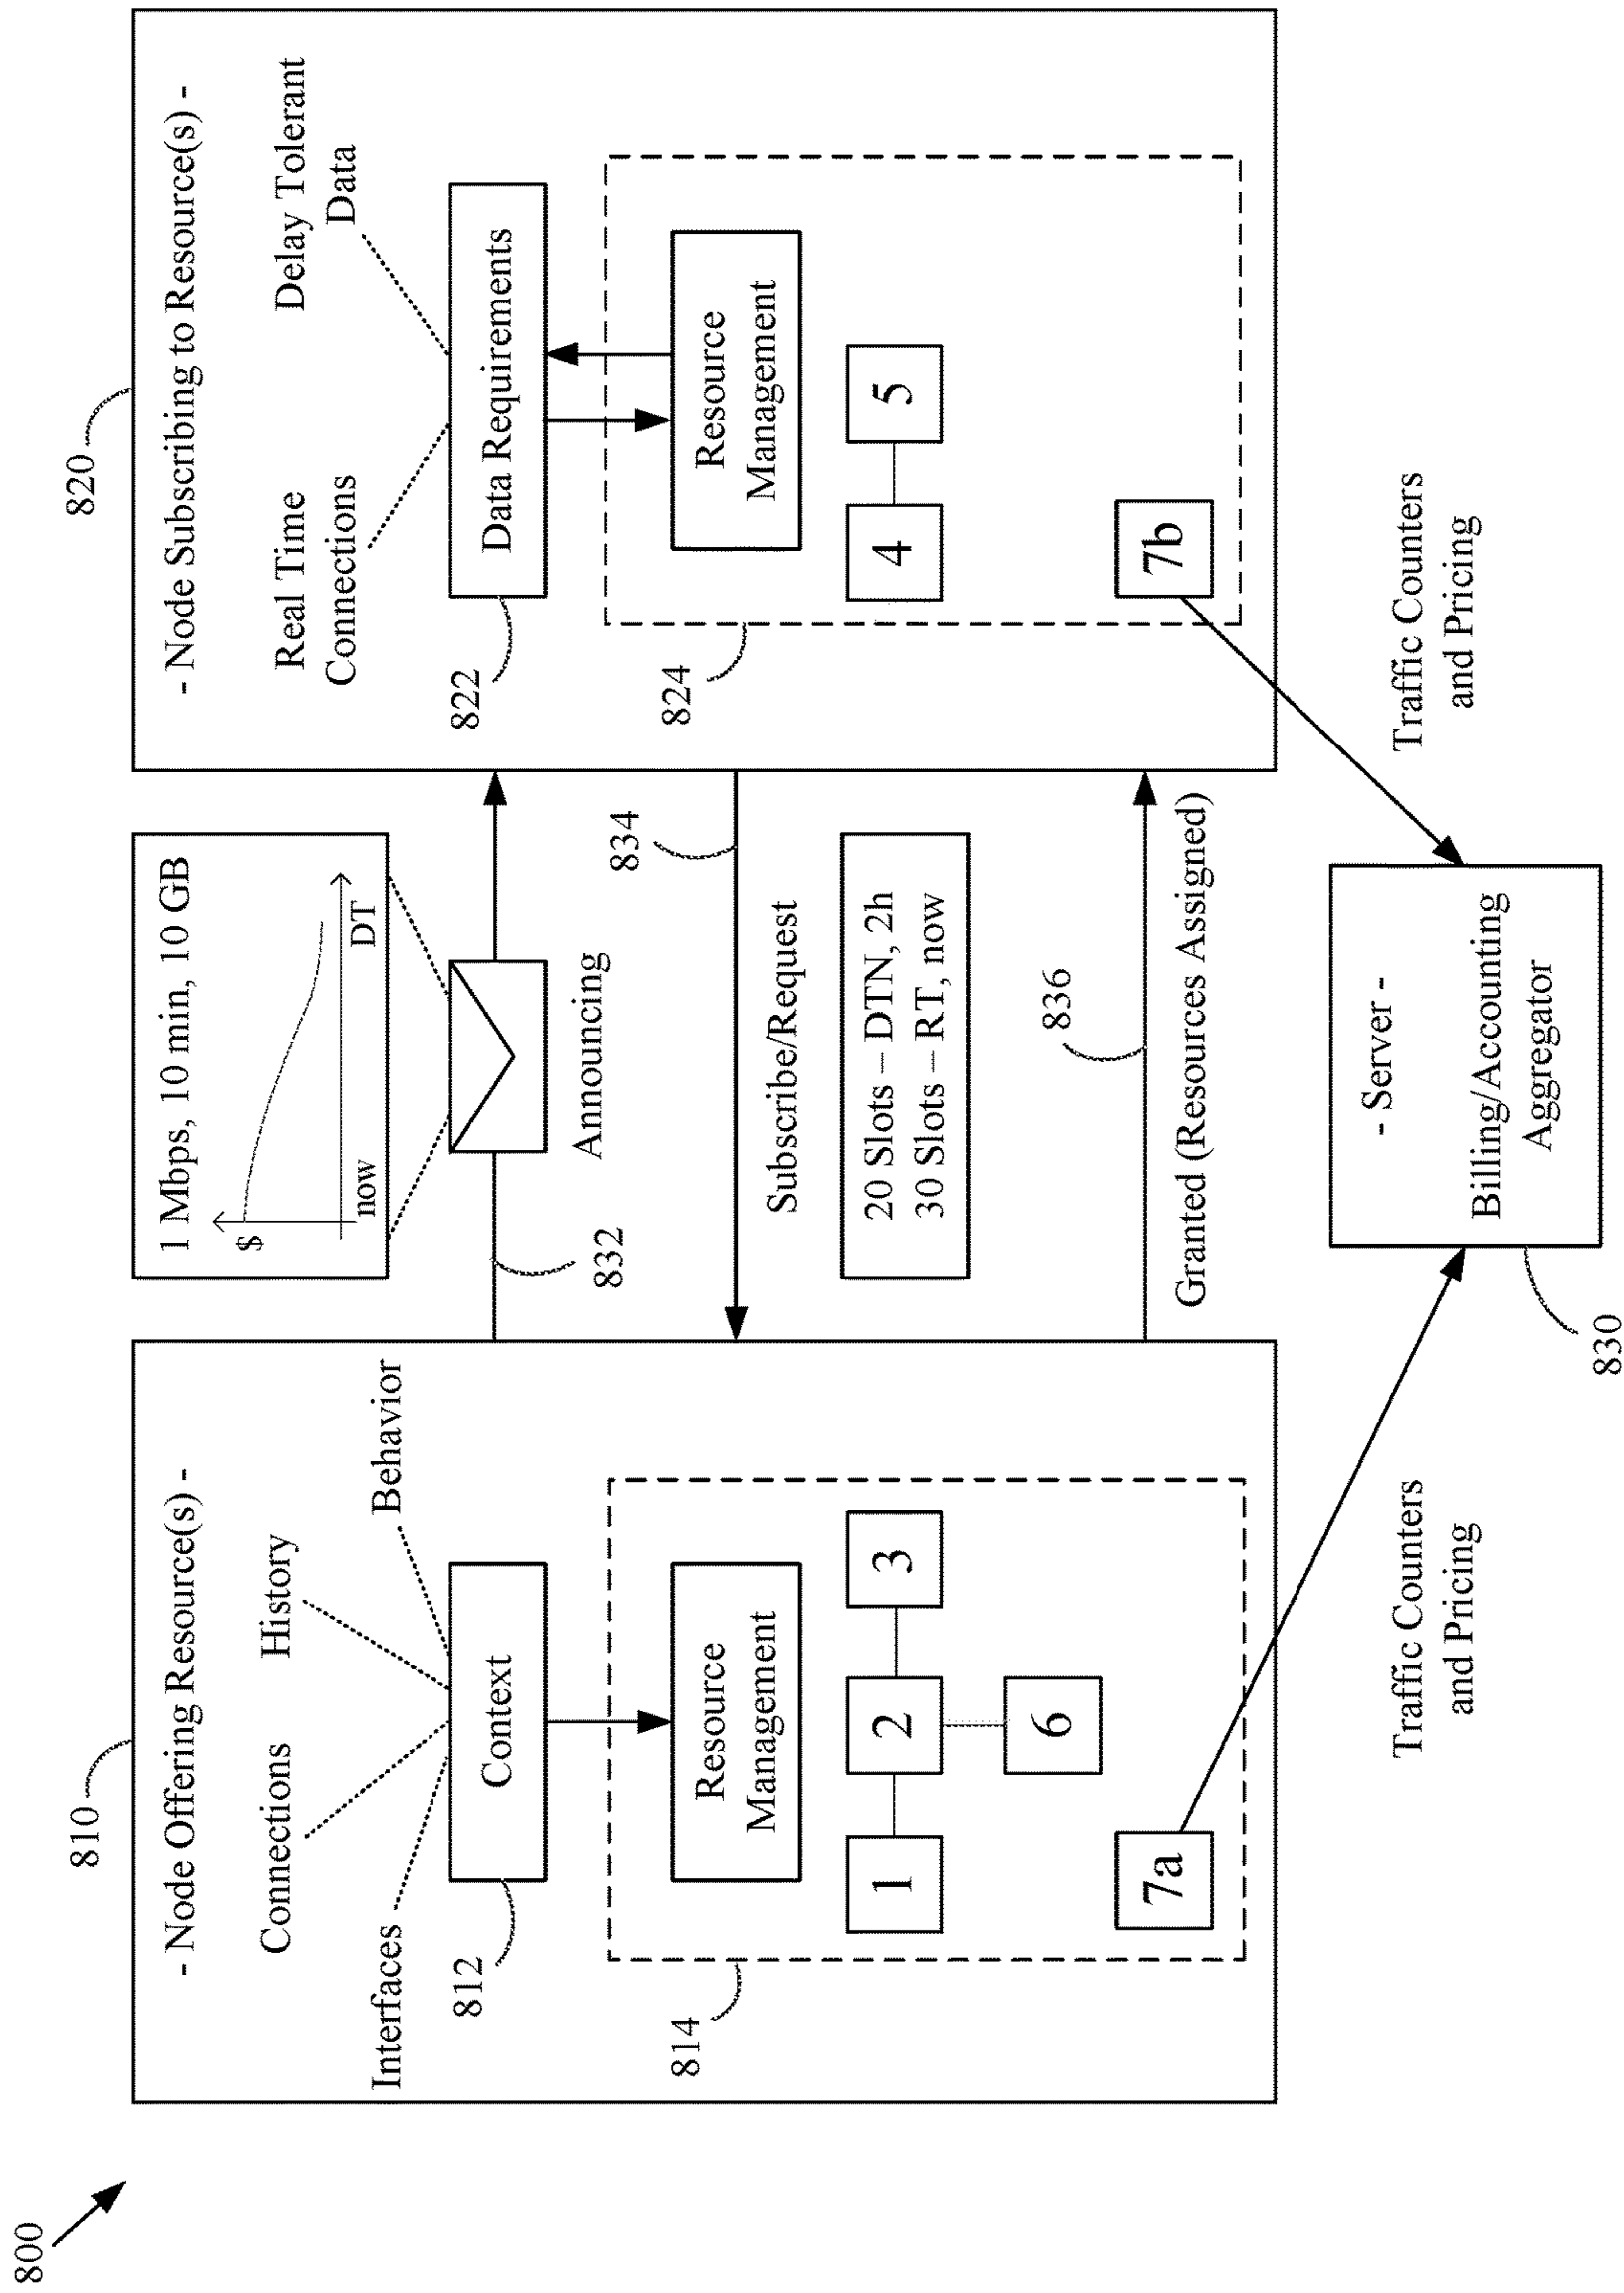 800
810
- Node Offering Resource(s) -
Connections
History
Interfaces
Behavior
812
Context
814
Resource
Management
1
2
3
6
7a
1 Mbps, 10 min, 10 GB
$
now
DT
832
Announcing
834
Subscribe/Request
20 Slots – DTN, 2h
30 Slots – RT, now
836
Granted (Resources Assigned)
820
- Node Subscribing to Resource(s) -
Real Time
Connections
Delay Tolerant
Data
822
Data Requirements
824
Resource
Management
4
5
7b
Traffic Counters
and Pricing
Traffic Counters
and Pricing
830
- Server -
Billing/Accounting
Aggregator